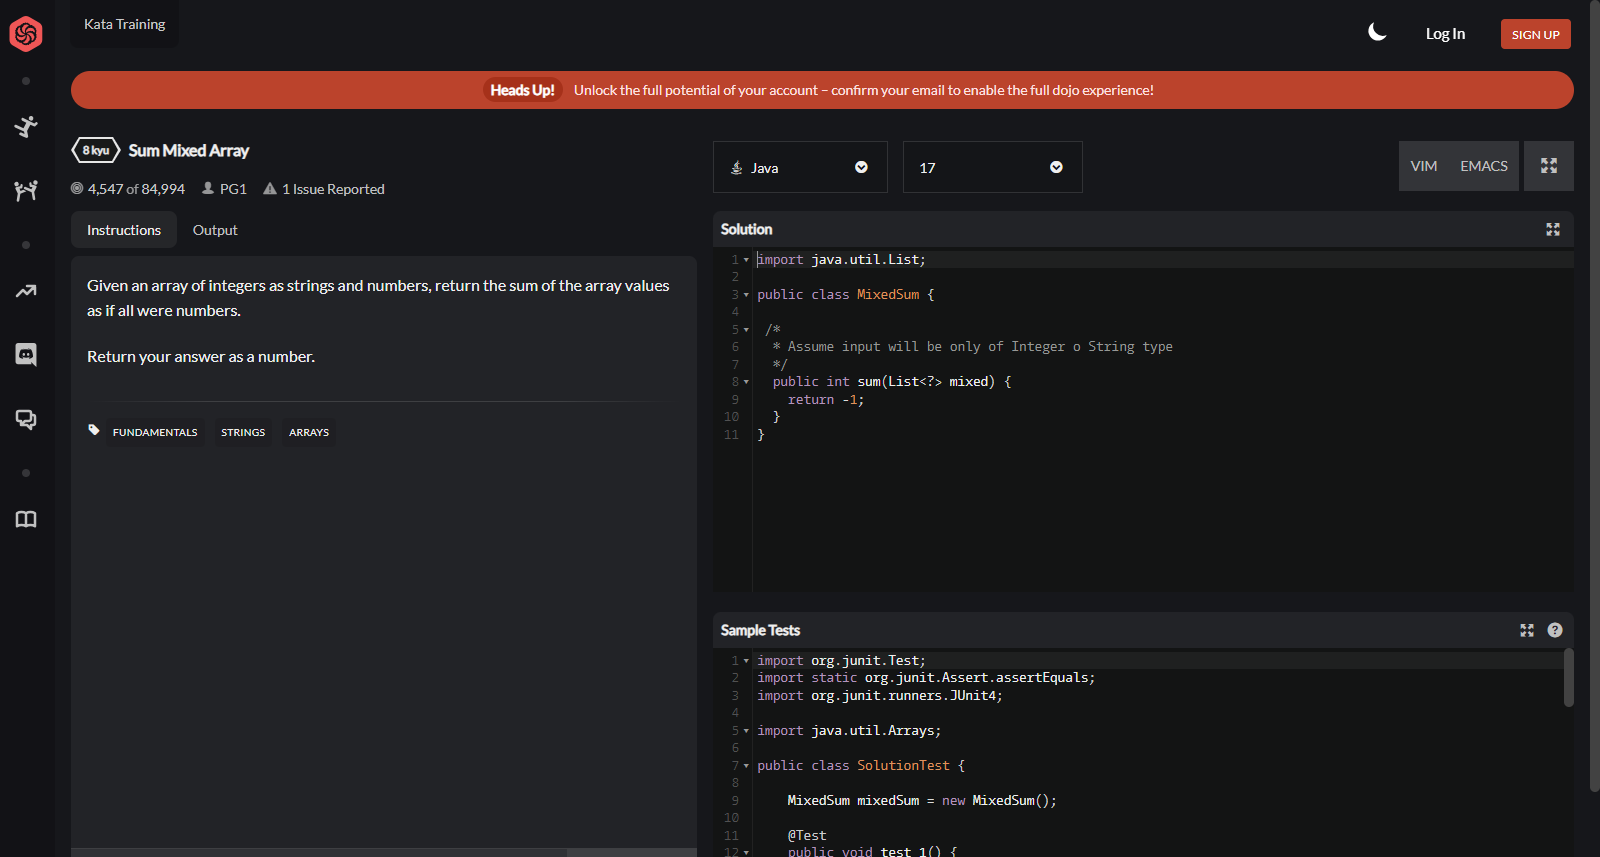 Kata Training
Log In
SIGN UP
Heads Up! Unlock the full potential of your account – confirm your email to enable the full dojo experience!
8 kyu Sum Mixed Array
4,547 of 84,994 PG1 1 Issue Reported
Instructions Output
Given an array of integers as strings and numbers, return the sum of the array values
as if all were numbers.
Return your answer as a number.
FUNDAMENTALS STRINGS ARRAYS
Java 17 VIM EMACS
Solution
1 import java.util.List;
2
3 public class MixedSum {
4
5 /*
6 * Assume input will be only of Integer o String type
7 */
8 public int sum(List<?> mixed) {
9 return -1;
10 }
11 }
Sample Tests
1 import org.junit.Test;
2 import static org.junit.Assert.assertEquals;
3 import org.junit.runners.JUnit4;
4
5 import java.util.Arrays;
6
7 public class SolutionTest {
8
9 MixedSum mixedSum = new MixedSum();
10
11 @Test
12 public void test_1() {